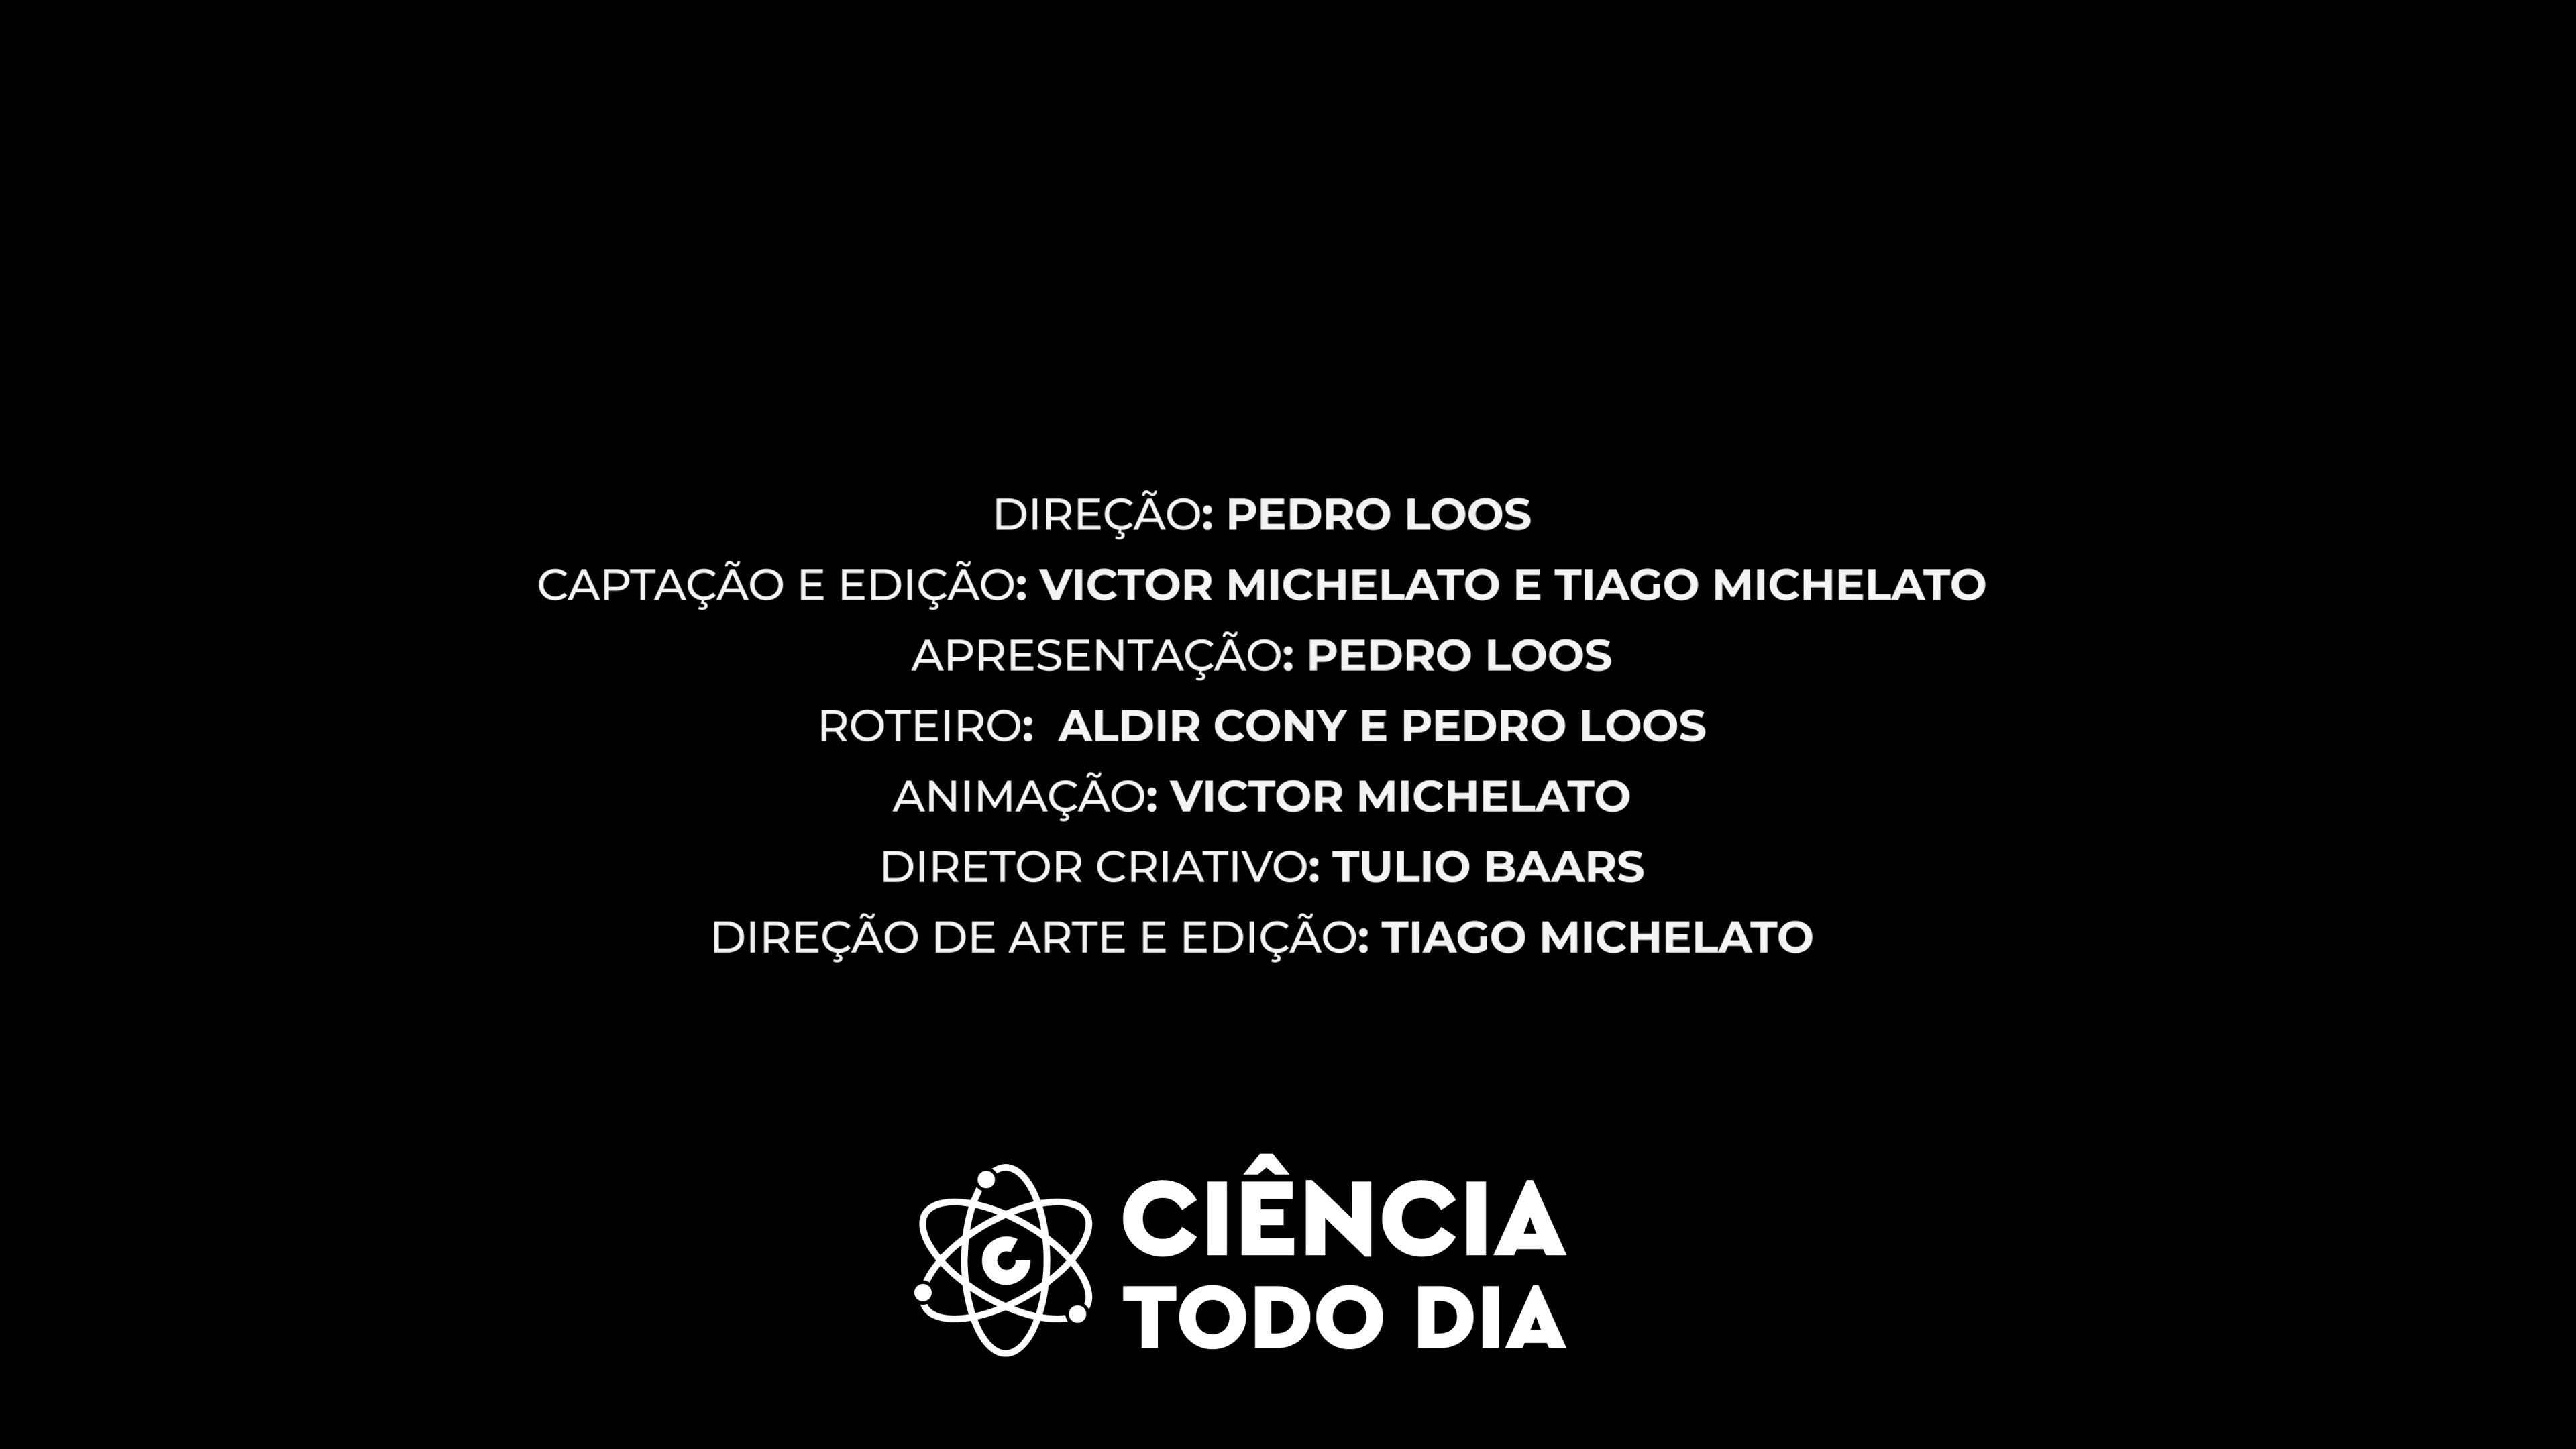 DIREÇÃO: PEDRO LOOS
CAPTAÇÃO E EDIÇÃO: VICTOR MICHELATO E TIAGO MICHELATO
APRESENTAÇÃO: PEDRO LOOS
ROTEIRO:  ALDIR CONY E PEDRO LOOS
ANIMAÇÃO: VICTOR MICHELATO
DIRETOR CRIATIVO: TULIO BAARS
DIREÇÃO DE ARTE E EDIÇÃO: TIAGO MICHELATO
CIÊNCIA
TODO DIA